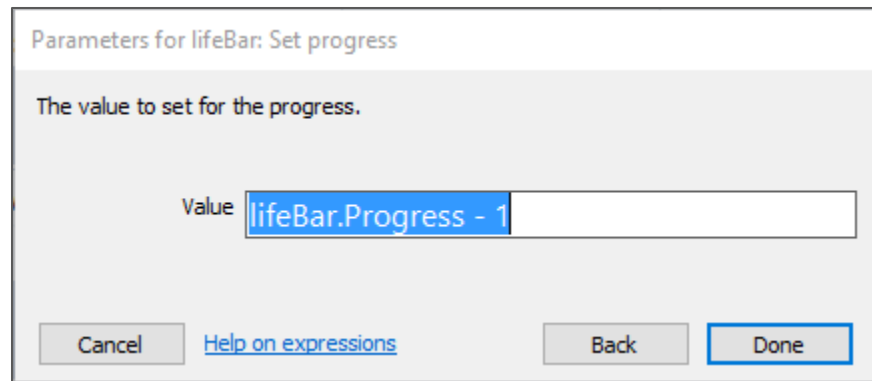 Parameters for lifeBar: Set progress
The value to set for the progress.
Value lifeBar.Progress - 1
Cancel Help on expressions Back Done